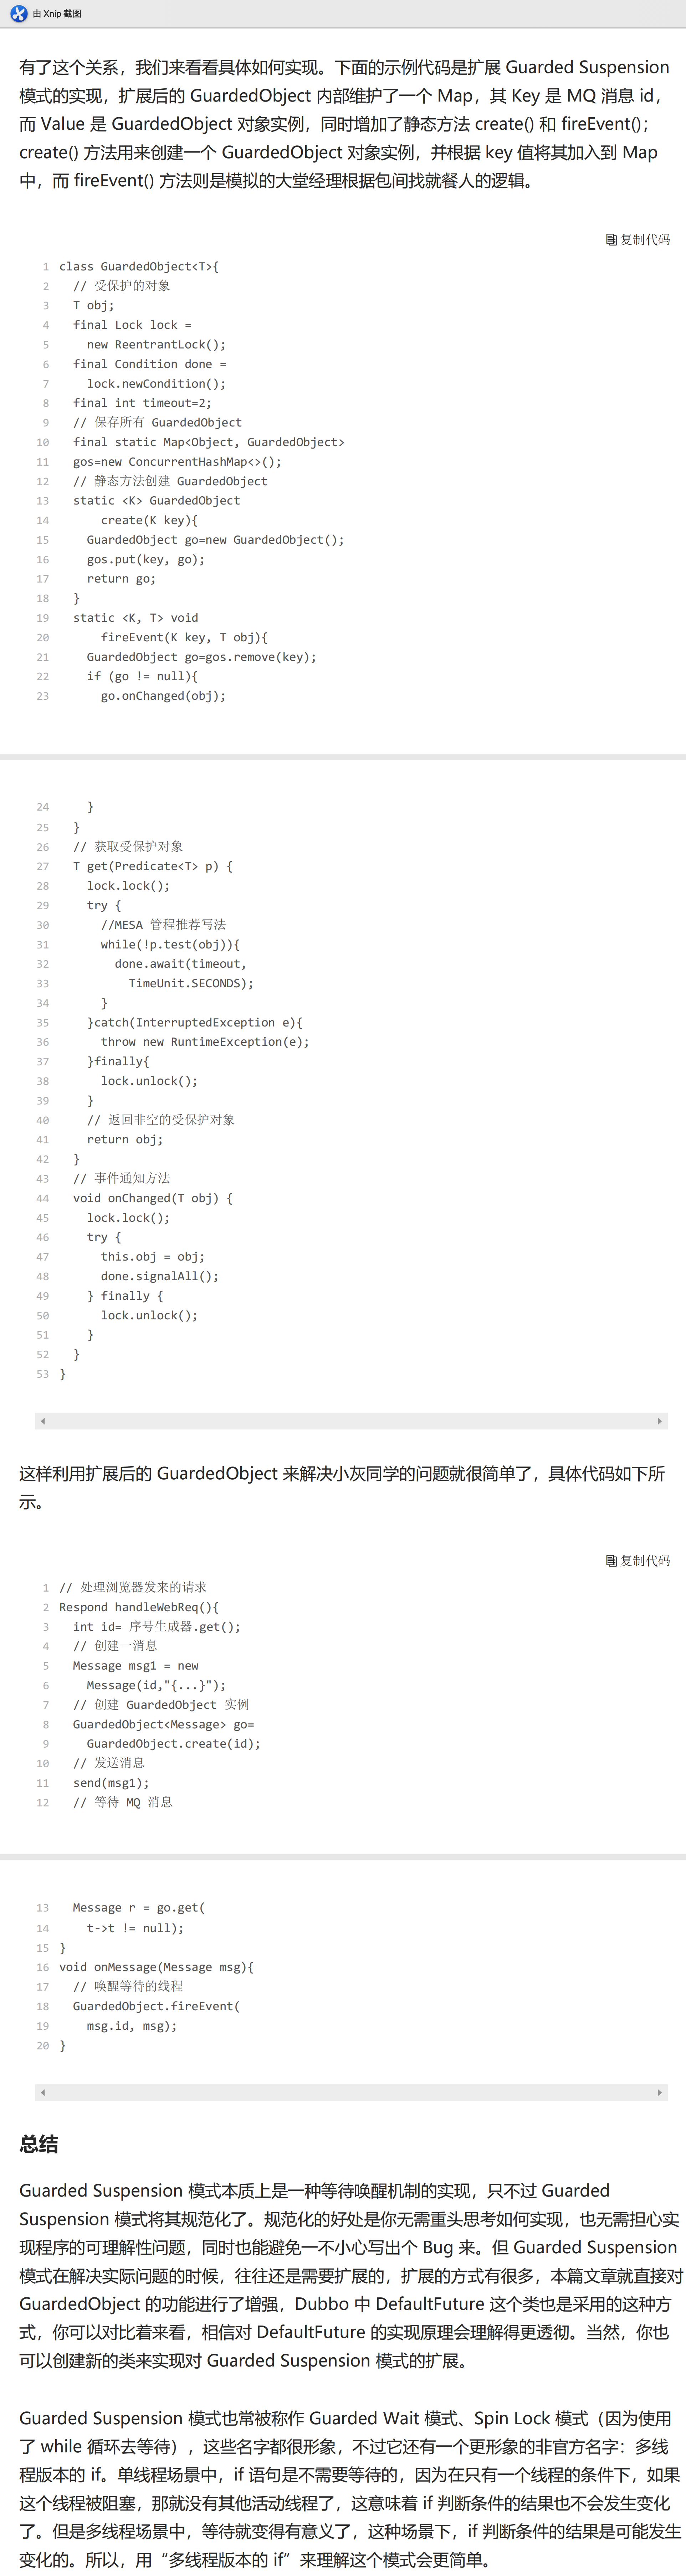 由 Xnip 截图
有了这个关系，我们来看看具体如何实现。下面的示例代码是扩展 Guarded Suspension
模式的实现，扩展后的 GuardedObject 内部维护了一个 Map，其 Key 是 MQ 消息 id，
而 Value 是 GuardedObject 对象实例，同时增加了静态方法 create() 和 fireEvent()；
create() 方法用来创建一个 GuardedObject 对象实例，并根据 key 值将其加入到 Map
中，而 fireEvent() 方法则是模拟的大堂经理根据包间找就餐人的逻辑。
复制代码
1 class GuardedObject<T>{
2   // 受保护的对象
3   T obj;
4   final Lock lock =
5     new ReentrantLock();
6   final Condition done =
7     lock.newCondition();
8   final int timeout=2;
9   // 保存所有 GuardedObject
10   final static Map<Object, GuardedObject>
11   gos=new ConcurrentHashMap<>();
12   // 静态方法创建 GuardedObject
13   static <K> GuardedObject
14       create(K key){
15     GuardedObject go=new GuardedObject();
16     gos.put(key, go);
17     return go;
18   }
19   static <K, T> void
20       fireEvent(K key, T obj){
21     GuardedObject go=gos.remove(key);
22     if (go != null){
23       go.onChanged(obj);
24     }
25   }
26   // 获取受保护对象
27   T get(Predicate<T> p) {
28     lock.lock();
29     try {
30       //MESA 管程推荐写法
31       while(!p.test(obj)){
32         done.await(timeout,
33           TimeUnit.SECONDS);
34       }
35     }catch(InterruptedException e){
36       throw new RuntimeException(e);
37     }finally{
38       lock.unlock();
39     }
40     // 返回非空的受保护对象
41     return obj;
42   }
43   // 事件通知方法
44   void onChanged(T obj) {
45     lock.lock();
46     try {
47       this.obj = obj;
48       done.signalAll();
49     } finally {
50       lock.unlock();
51     }
52   }
53 }
这样利用扩展后的 GuardedObject 来解决小灰同学的问题就很简单了，具体代码如下所
示。
复制代码
1 // 处理浏览器发来的请求
2 Respond handleWebReq(){
3   int id= 序号生成器.get();
4   // 创建一消息
5   Message msg1 = new
6     Message(id,"{...}");
7   // 创建 GuardedObject 实例
8   GuardedObject<Message> go=
9     GuardedObject.create(id);
10   // 发送消息
11   send(msg1);
12   // 等待 MQ 消息
13   Message r = go.get(
14     t->t != null);
15 }
16 void onMessage(Message msg){
17   // 唤醒等待的线程
18   GuardedObject.fireEvent(
19     msg.id, msg);
20 }
总结
Guarded Suspension 模式本质上是一种等待唤醒机制的实现，只不过 Guarded
Suspension 模式将其规范化了。规范化的好处是你无需重头思考如何实现，也无需担心实
现程序的可理解性问题，同时也能避免一不小心写出个 Bug 来。但 Guarded Suspension
模式在解决实际问题的时候，往往还是需要扩展的，扩展的方式有很多，本篇文章就直接对
GuardedObject 的功能进行了增强，Dubbo 中 DefaultFuture 这个类也是采用的这种方
式，你可以对比着来看，相信对 DefaultFuture 的实现原理会理解得更透彻。当然，你也
可以创建新的类来实现对 Guarded Suspension 模式的扩展。
Guarded Suspension 模式也常被称作 Guarded Wait 模式、Spin Lock 模式（因为使用
了 while 循环去等待），这些名字都很形象，不过它还有一个更形象的非官方名字：多线
程版本的 if。单线程场景中，if 语句是不需要等待的，因为在只有一个线程的条件下，如果
这个线程被阻塞，那就没有其他活动线程了，这意味着 if 判断条件的结果也不会发生变化
了。但是多线程场景中，等待就变得有意义了，这种场景下，if 判断条件的结果是可能发生
变化的。所以，用“多线程版本的 if”来理解这个模式会更简单。